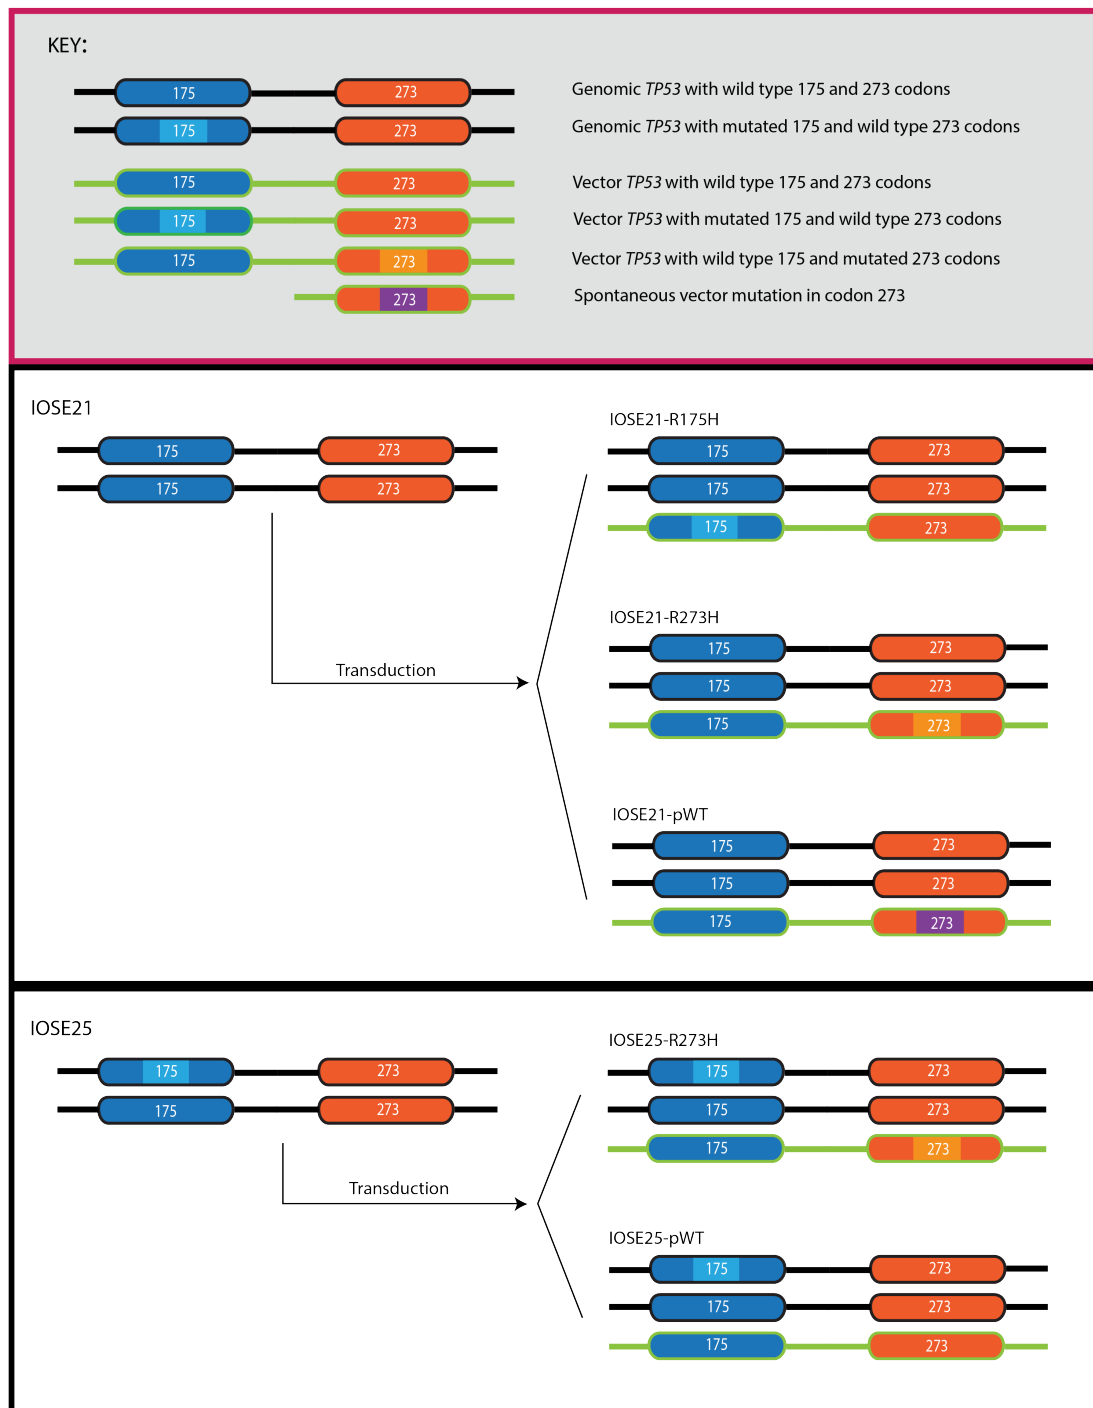 KEY:
175 273 Genomic TP53 with wild type 175 and 273 codons
175 273 Genomic TP53 with mutated 175 and wild type 273 codons
175 273 Vector TP53 with wild type 175 and 273 codons
175 273 Vector TP53 with mutated 175 and wild type 273 codons
175 273 Vector TP53 with wild type 175 and mutated 273 codons
273 Spontaneous vector mutation in codon 273
IOSE21
175 273
175 273
Transduction
IOSE21-R175H
175 273
175 273
175 273
IOSE21-R273H
175 273
175 273
175 273
IOSE21-pWT
175 273
175 273
175 273
IOSE25
175 273
175 273
Transduction
IOSE25-R273H
175 273
175 273
175 273
IOSE25-pWT
175 273
175 273
175 273